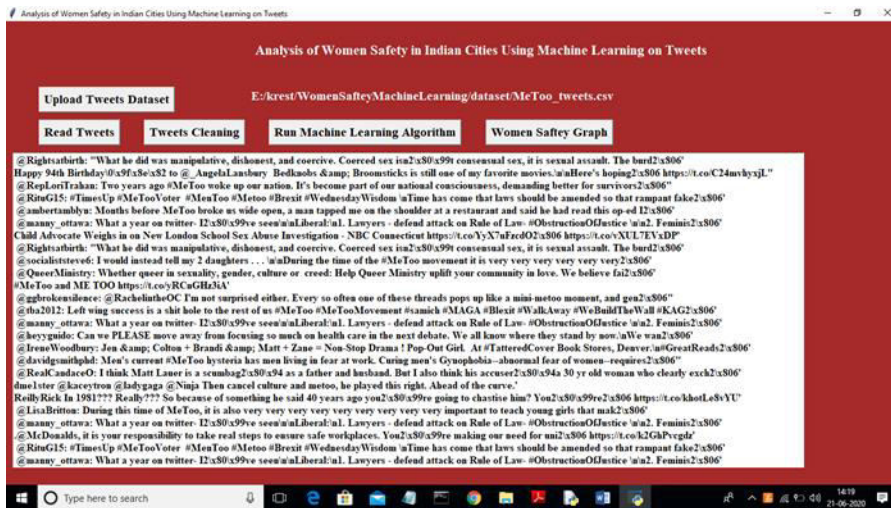 Analysis of Women Safety in Indian Cities Using Machine Learning on Tweets
Analysis of Women Safety in Indian Cities Using Machine Learning on Tweets
Upload Tweets Dataset
E:/krest/WomenSafteyMachineLearning/dataset/MeToo_tweets.csv
Read Tweets Tweets Cleaning Run Machine Learning Algorithm Women Saftey Graph
@Rightsatbirth: "What he did was manipulative, dishonest, and coercive. Coerced sex isn2\x80\x99t consensual sex, it is sexual assault. The burd2\x806'
Happy 94th Birthday\0\x9f\x8e\x82 to @_AngelaLansbury Bedknobs &amp; Broomsticks is still one of my favorite movies.\n\nHere's hoping2\x806 https://t.co/C24mvhyxjL"
@RepLoriTrahan: Two years ago #MeToo woke up our nation. It's become part of our national consciousness, demanding better for survivors2\x806"
@RituG15: #TimesUp #MeTooVoter #MenToo #Metoo #Brexit #WednesdayWisdom \nTime has come that laws should be amended so that rampant fake2\x806'
@ambertamblyn: Months before MeToo broke us wide open, a man tapped me on the shoulder at a restaurant and said he had read this op-ed I2\x806'
@manny_ottawa: What a year on twitter- I2\x80\x99ve seen\n\nLiberal:\n1. Lawyers - defend attack on Rule of Law- #ObstructionOfJustice \n\n2. Feminis2\x806'
Child Advocate Weighs in on New London School Sex Abuse Investigation - NBC Connecticut https://t.co/YyX7uFrcdO2\x806 https://t.co/vXUL7EVxDP'
@Rightsatbirth: "What he did was manipulative, dishonest, and coercive. Coerced sex isn2\x80\x99t consensual sex, it is sexual assault. The burd2\x806'
@socialiststeve6: I would instead tell my 2 daughters . . . \n\nDuring the time of the #MeToo movement it is very very very very very very2\x806'
@QueerMinistry: Whether queer in sexuality, gender, culture or creed: Help Queer Ministry uplift your community in love. We believe fai2\x806'
#MeToo and ME TOO https://t.co/yRCuGHz3iA'
@ggbrokensilence: @RachelintheOC I'm not surprised either. Every so often one of these threads pops up like a mini-metoo moment, and gen2\x806"
@tba2012: Left wing success is a shit hole to the rest of us #MeToo #MeTooMovement #samich #MAGA #Blexit #WalkAway #WeBuildTheWall #KAG2\x806'
@manny_ottawa: What a year on twitter- I2\x80\x99ve seen\n\nLiberal:\n1. Lawyers - defend attack on Rule of Law- #ObstructionOfJustice \n\n2. Feminis2\x806'
@heyyguido: Can we PLEASE move away from focusing so much on health care in the next debate. We all know where they stand by now.\nWe wan2\x806'
@IreneWoodbury: Jen &amp; Colton + Brandi &amp; Matt + Zane = Non-Stop Drama ! Pop-Out Girl. At #TatteredCover Book Stores, Denver.\n#GreatReads2\x806'
@davidgsmithphd: Men's current #MeToo hysteria has men living in fear at work. Curing men's Gynophobia--abnormal fear of women--requires2\x806"
@RealCandaceO: I think Matt Lauer is a scumbag2\x80\x94 as a father and husband. But I also think his accuser2\x80\x94a 30 yr old woman who clearly exch2\x806'
dme1ster @kaceytron @ladygaga @Ninja Then cancel culture and metoo, he played this right. Ahead of the curve.'
ReillyRick In 1981??? Really??? So because of something he said 40 years ago you2\x80\x99re going to chastise him? You2\x80\x99re2\x806 https://t.co/khotLe8vYU'
@LisaBritton: During this time of MeToo, it is also very very very very very very very very very important to teach young girls that mak2\x806'
@manny_ottawa: What a year on twitter- I2\x80\x99ve seen\n\nLiberal:\n1. Lawyers - defend attack on Rule of Law- #ObstructionOfJustice \n\n2. Feminis2\x806'
.@McDonalds, it is your responsibility to take real steps to ensure safe workplaces. You2\x80\x99re making our need for uni2\x806 https://t.co/k2GhPvcgdz'
@RituG15: #TimesUp #MeTooVoter #MenToo #Metoo #Brexit #WednesdayWisdom \nTime has come that laws should be amended so that rampant fake2\x806'
@manny_ottawa: What a year on twitter- I2\x80\x99ve seen\n\nLiberal:\n1. Lawyers - defend attack on Rule of Law- #ObstructionOfJustice \n\n2. Feminis2\x806'
Type here to search
14:19
21-06-2020